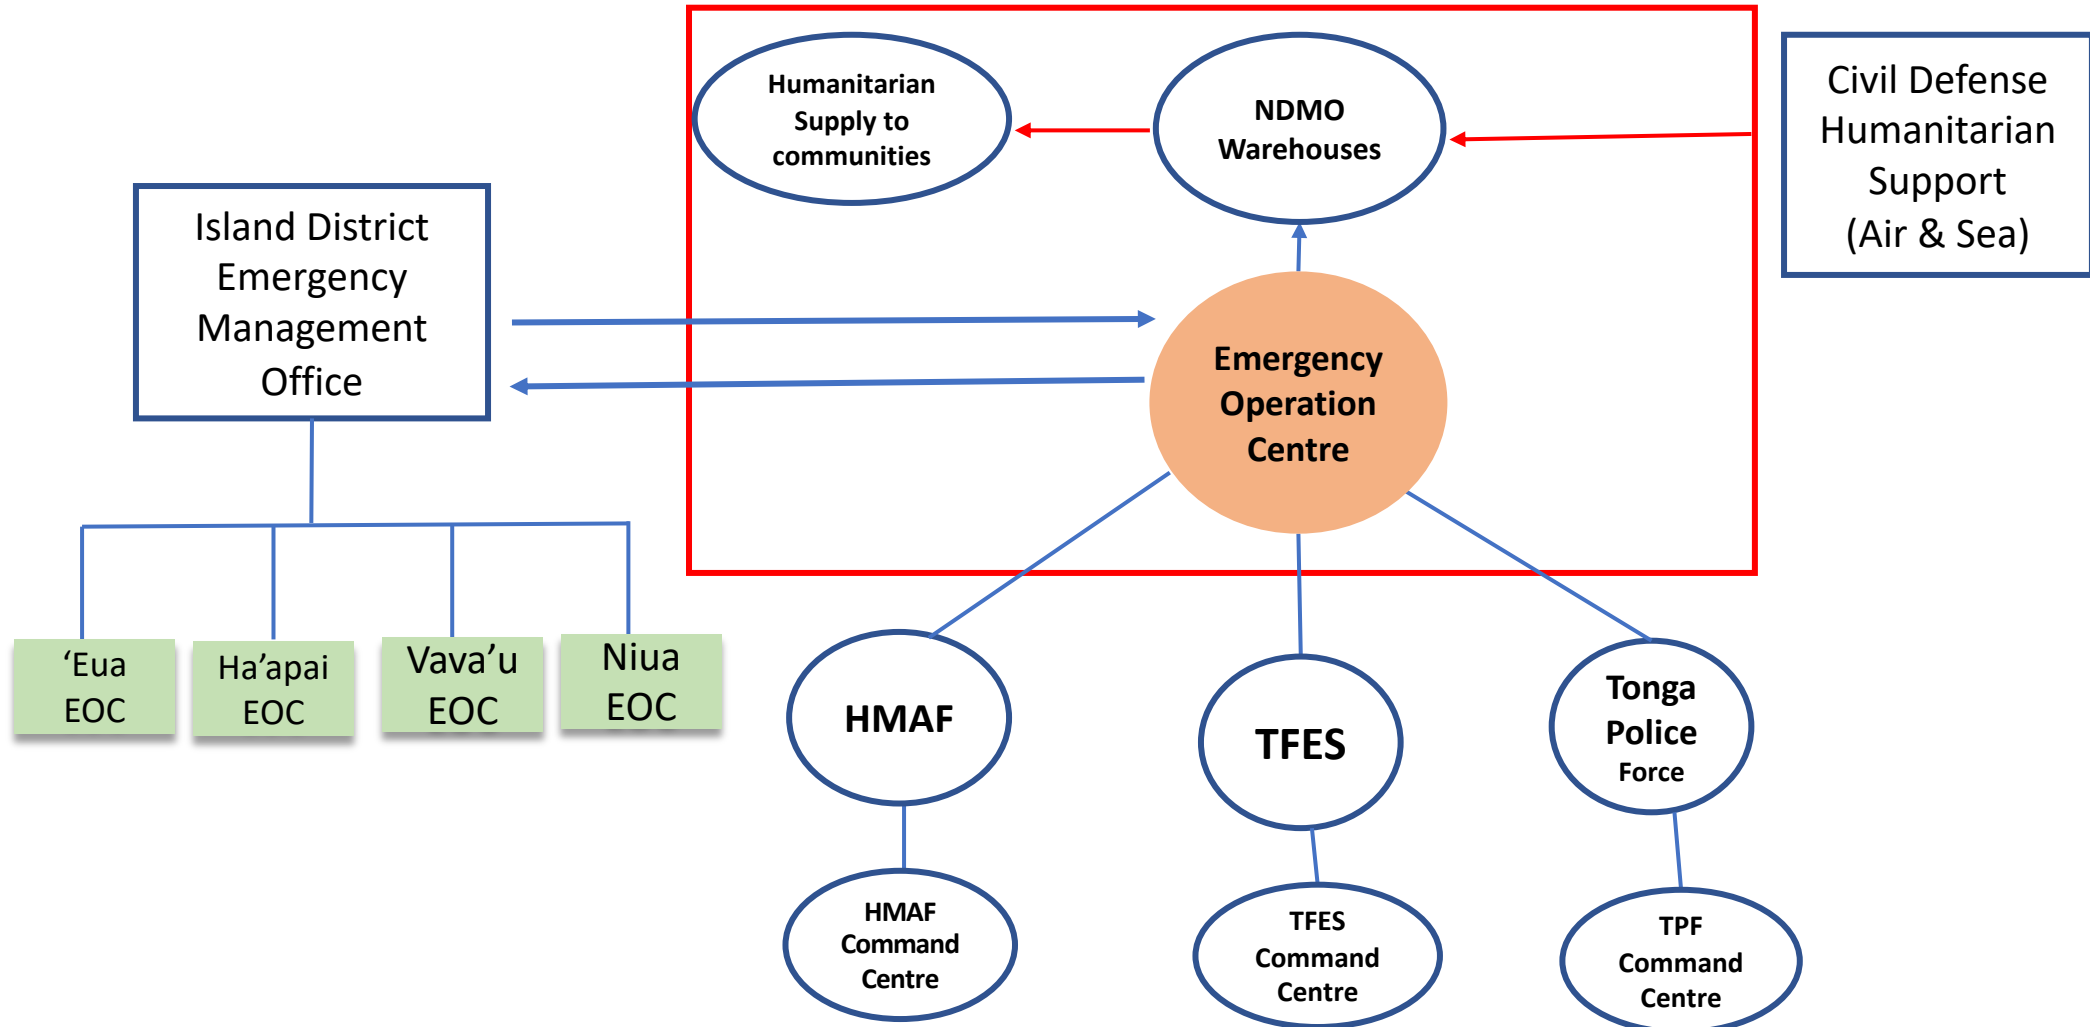 Humanitarian
Supply to
communities
NDMO
Warehouses
Civil Defense
Humanitarian
Support
(Air & Sea)
Island District
Emergency
Management
Office
Emergency
Operation
Centre
‘Eua
EOC
Ha’apai
EOC
Vava’u
EOC
Niua
EOC
HMAF
TFES
Tonga
Police
Force
HMAF
Command
Centre
TFES
Command
Centre
TPF
Command
Centre